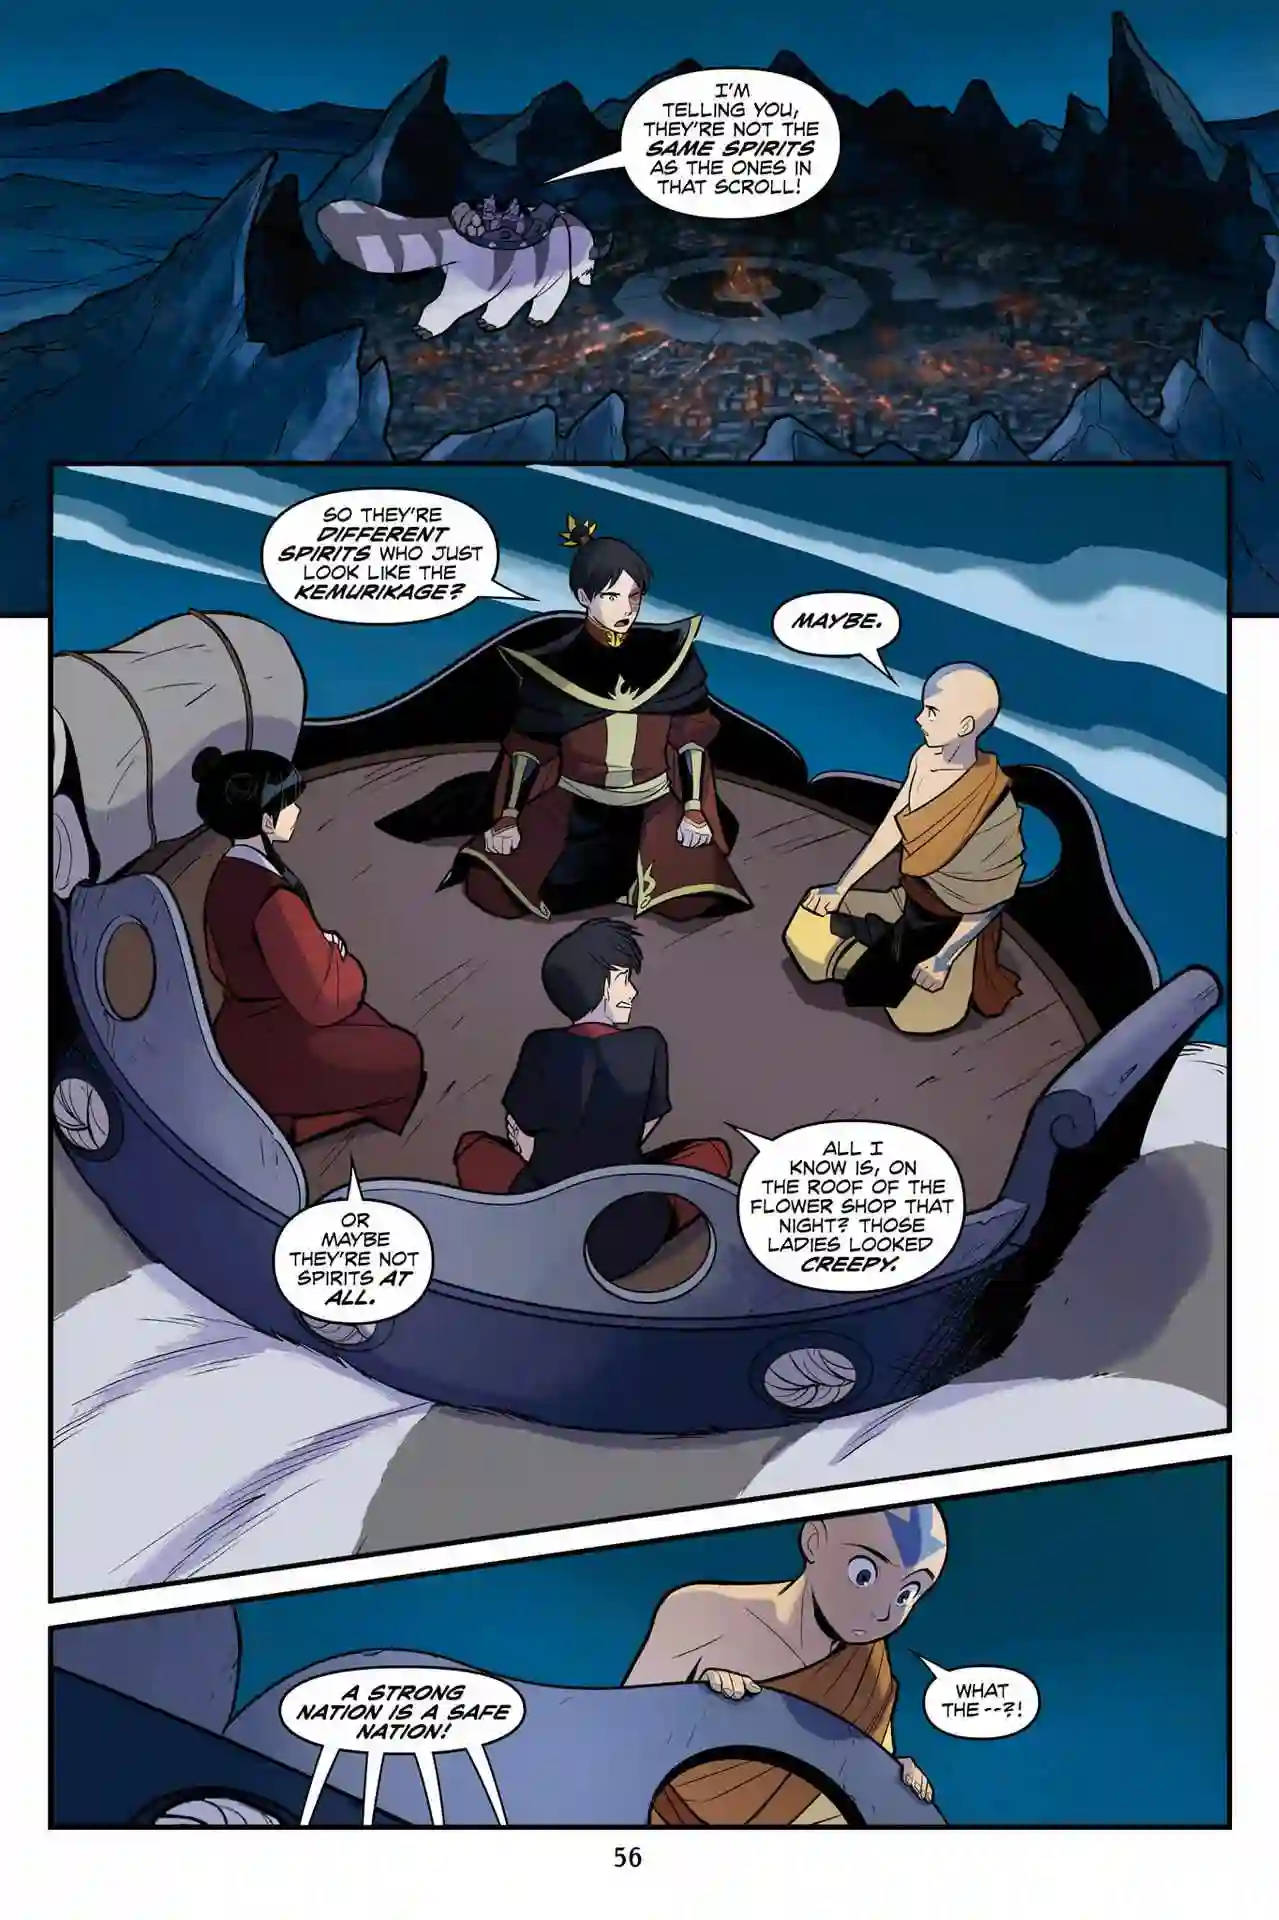 I'M
TELLING YOU,
THEY'RE NOT THE
SAME SPIRITS
AS THE ONES IN
THAT SCROLL!
SO THEY'RE
DIFFERENT
SPIRITS WHO JUST
LOOK LIKE THE
KEMURIKAGE?
MAYBE.
OR
MAYBE
THEY'RE NOT
SPIRITS AT
ALL.
ALL I
KNOW IS, ON
THE ROOF OF THE
FLOWER SHOP THAT
NIGHT? THOSE
LADIES LOOKED
CREEPY.
A STRONG
NATION IS A SAFE
NATION!
WHAT
THE--?!
56